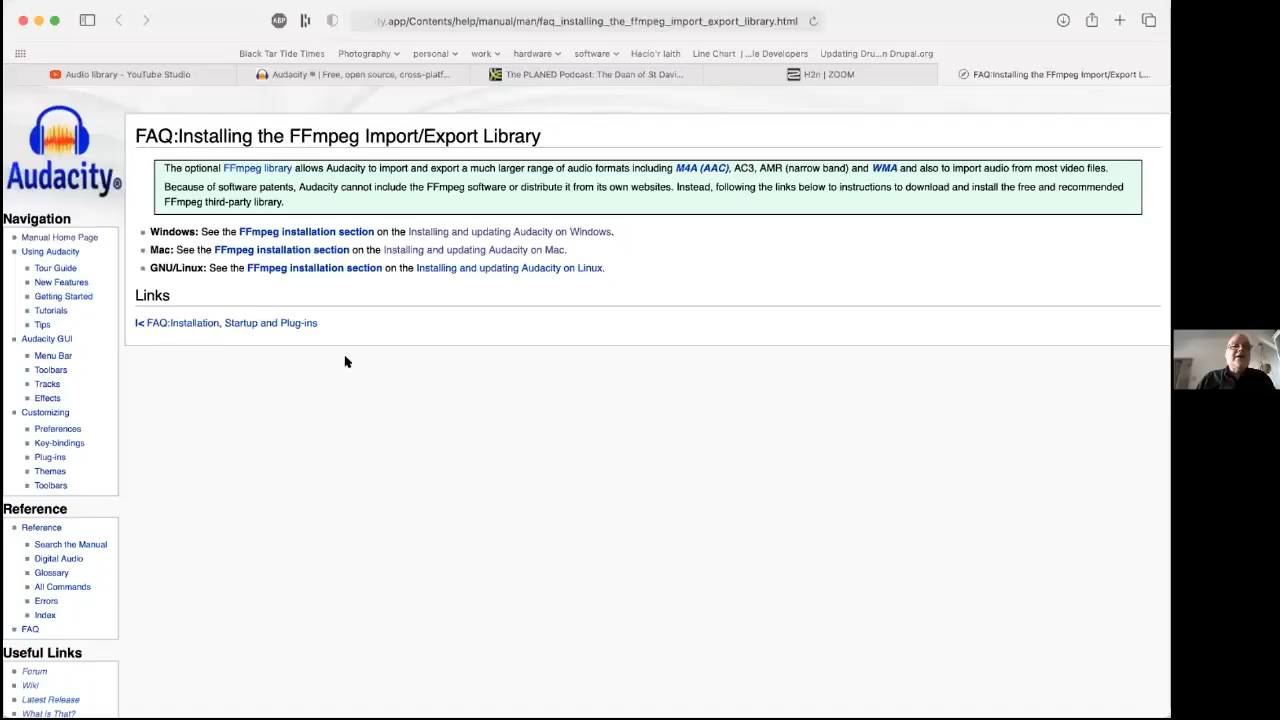 ABP
ty.app/Contents/help/manual/man/faq_installing_the_ffmpeg_import_export_library.html
Black Tar Tide Times Photography personal work hardware software Hacio'r Iaith Line Chart | ...le Developers Updating Dru...n Drupal.org
Audio library - YouTube Studio
Audacity ® | Free, open source, cross-platf...
The PLANED Podcast: The Dean of St Davi...
H2n | ZOOM
FAQ:Installing the FFmpeg Import/Export L...
Audacity®
FAQ:Installing the FFmpeg Import/Export Library
The optional FFmpeg library allows Audacity to import and export a much larger range of audio formats including M4A (AAC), AC3, AMR (narrow band) and WMA and also to import audio from most video files.
Because of software patents, Audacity cannot include the FFmpeg software or distribute it from its own websites. Instead, following the links below to instructions to download and install the free and recommended
FFmpeg third-party library.
Windows: See the FFmpeg installation section on the Installing and updating Audacity on Windows.
Mac: See the FFmpeg installation section on the Installing and updating Audacity on Mac.
GNU/Linux: See the FFmpeg installation section on the Installing and updating Audacity on Linux.
Links
|< FAQ:Installation, Startup and Plug-ins
Navigation
Manual Home Page
Using Audacity
Tour Guide
New Features
Getting Started
Tutorials
Tips
Audacity GUI
Menu Bar
Toolbars
Tracks
Effects
Customizing
Preferences
Key-bindings
Plug-ins
Themes
Toolbars
Reference
Reference
Search the Manual
Digital Audio
Glossary
All Commands
Errors
Index
FAQ
Useful Links
Forum
Wiki
Latest Release
What is That?